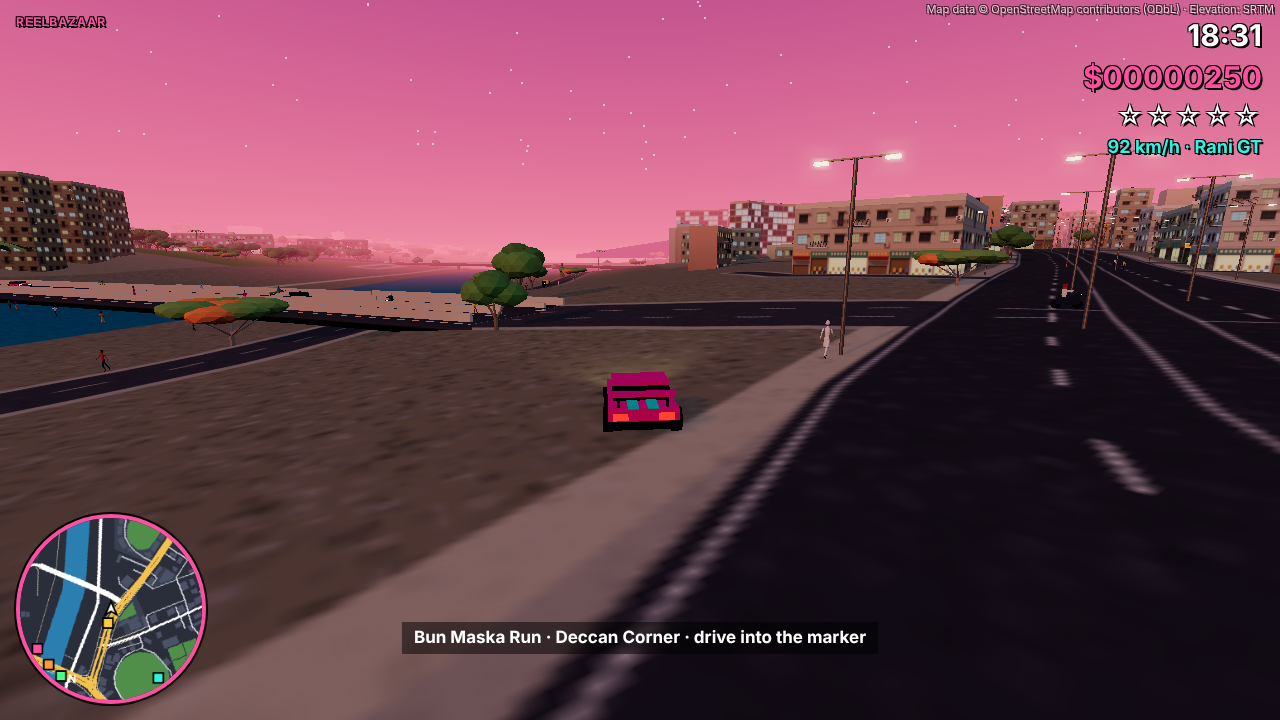 REELBAZAAR
Map data © OpenStreetMap contributors (ODbL) · Elevation: SRTM
18:31
$00000250
92 km/h · Rani GT
Bun Maska Run · Deccan Corner · drive into the marker
N